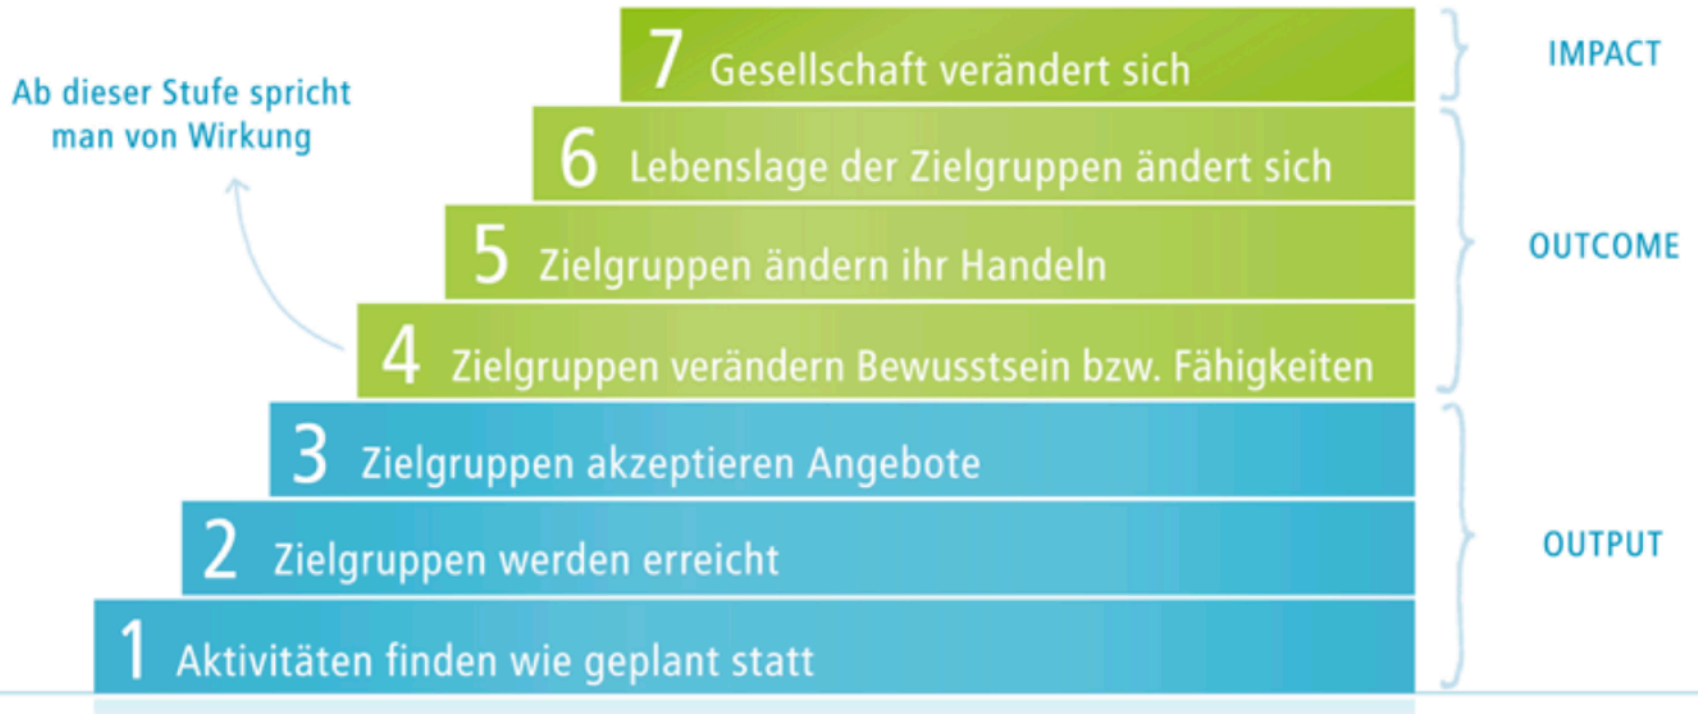 7 Gesellschaft verändert sich
IMPACT
Ab dieser Stufe spricht
man von Wirkung
6 Lebenslage der Zielgruppen ändert sich
5 Zielgruppen ändern ihr Handeln
OUTCOME
4 Zielgruppen verändern Bewusstsein bzw. Fähigkeiten
3 Zielgruppen akzeptieren Angebote
2 Zielgruppen werden erreicht
OUTPUT
1 Aktivitäten finden wie geplant statt